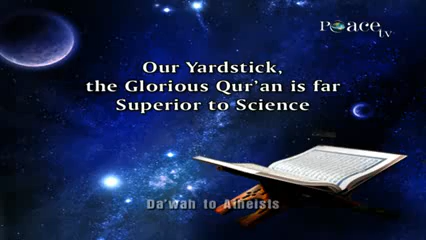 Peace tv
Our Yardstick,
the Glorious Qur'an is far
Superior to Science
Da'wah to Atheists